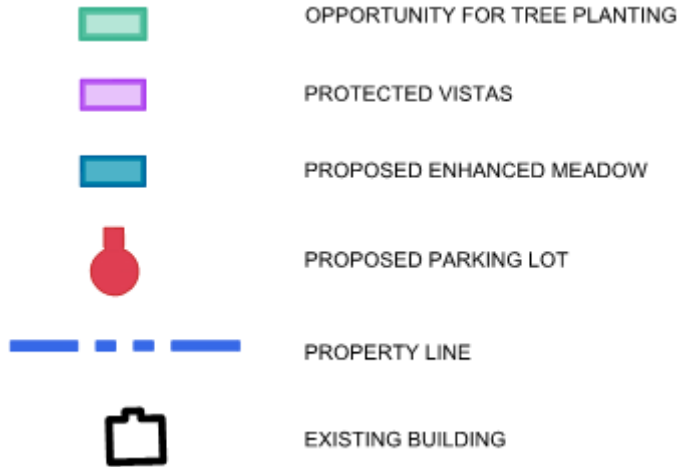 OPPORTUNITY FOR TREE PLANTING
PROTECTED VISTAS
PROPOSED ENHANCED MEADOW
PROPOSED PARKING LOT
PROPERTY LINE
EXISTING BUILDING